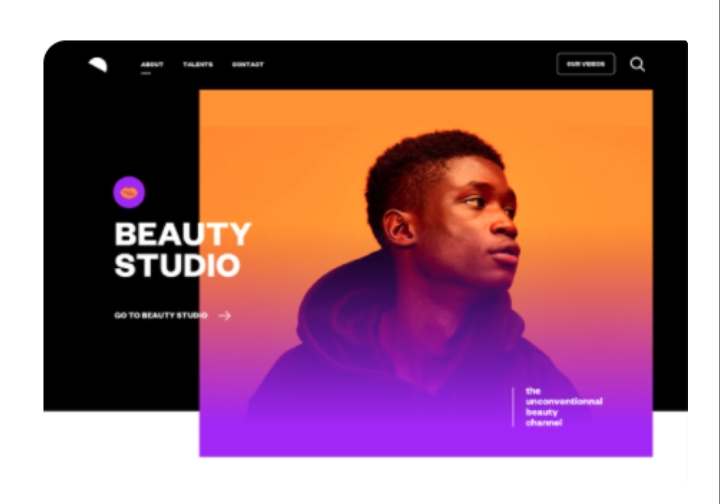 ABOUT TALENTS CONTACT OUR VIDEOS
BEAUTY
STUDIO
GO TO BEAUTY STUDIO
the
unconventionnal
beauty
channel